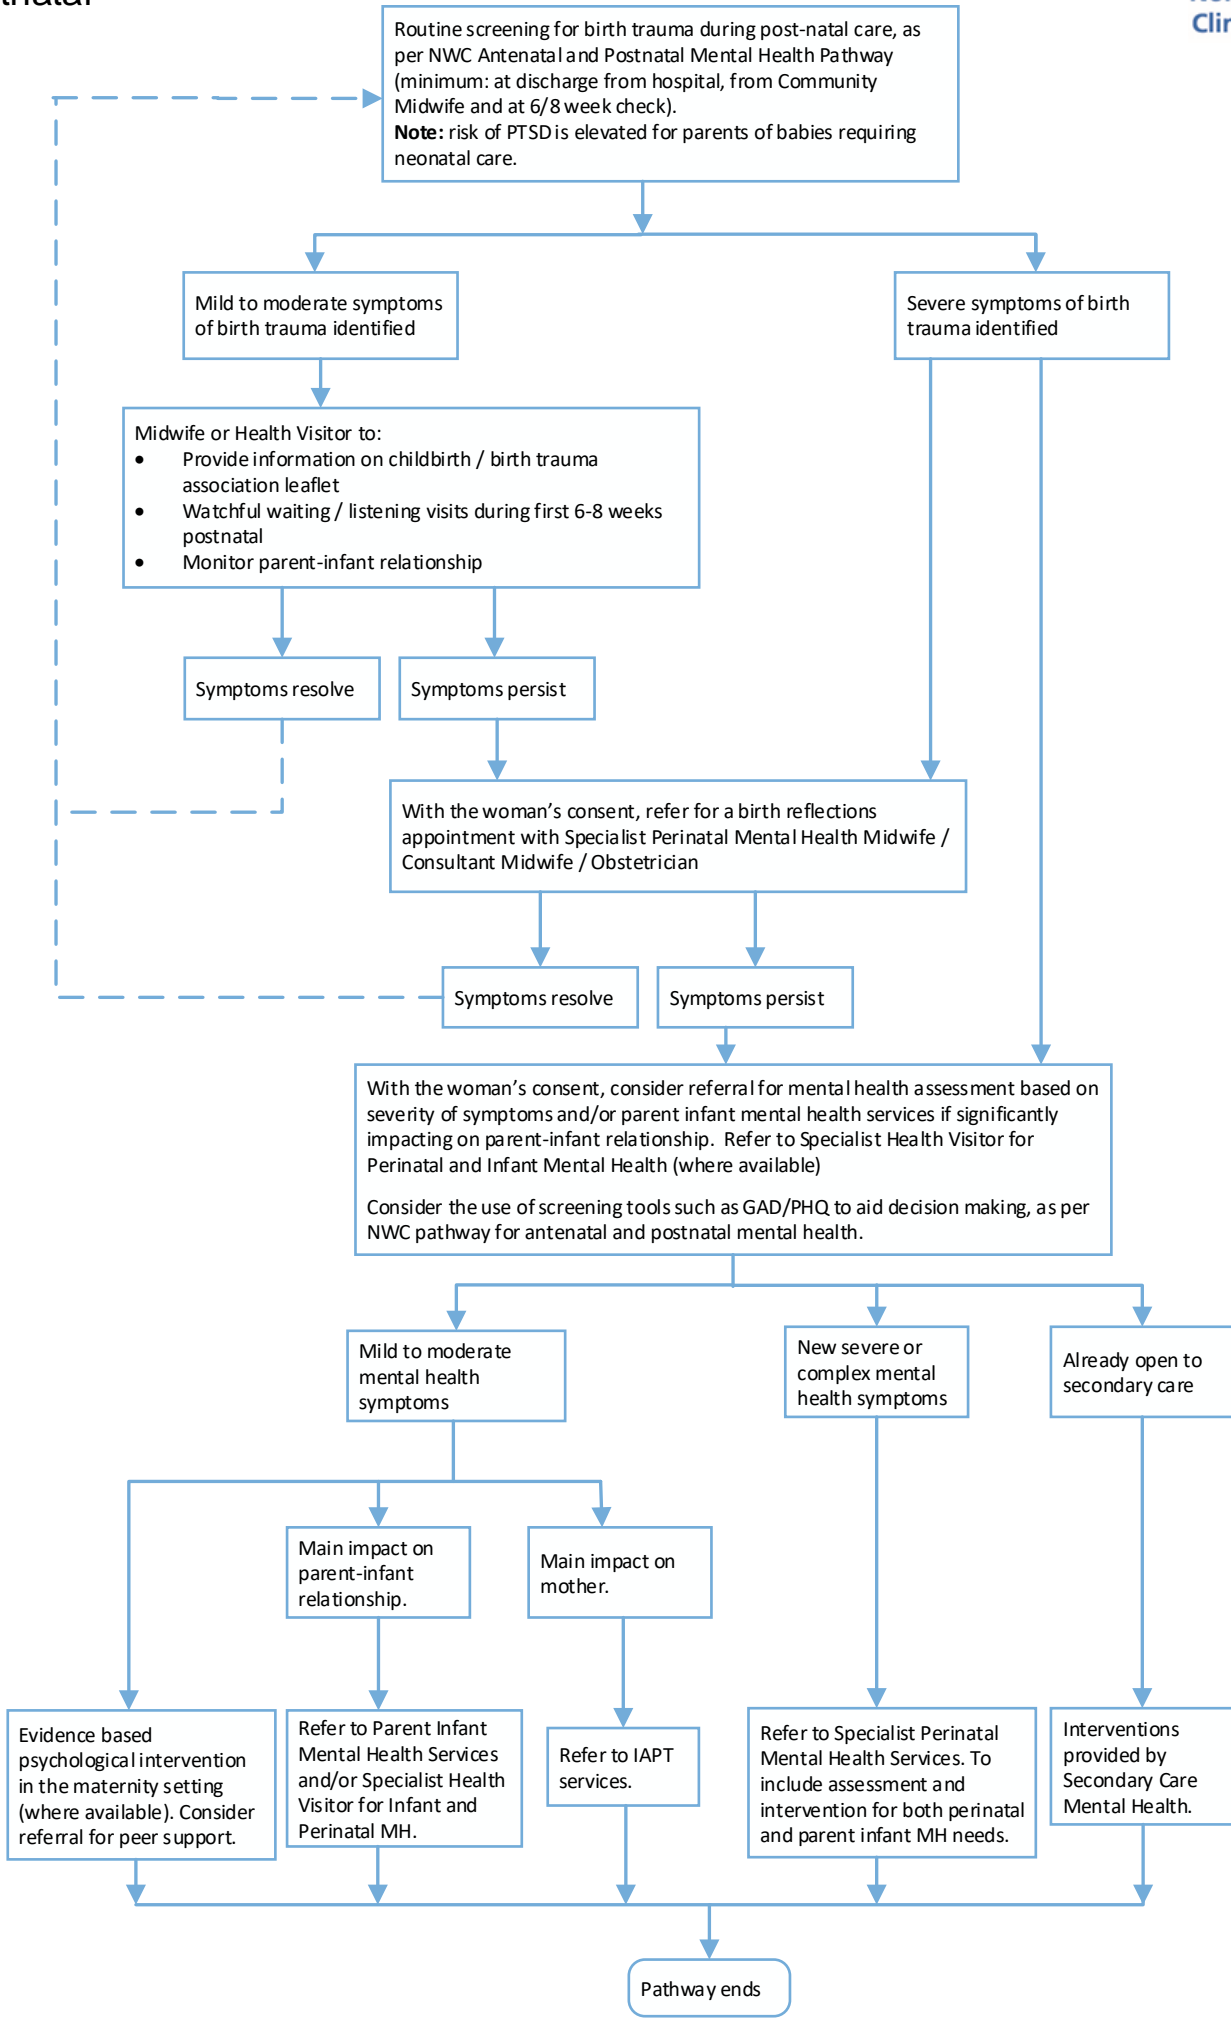 Clin
Routine screening for birth trauma during post-natal care, as
per NWC Antenatal and Postnatal Mental Health Pathway
(minimum: at discharge from hospital, from Community
Midwife and at 6/8 week check).
Note: risk of PTSD is elevated for parents of babies requiring
neonatal care.
Mild to moderate symptoms
of birth trauma identified
Severe symptoms of birth
trauma identified
Midwife or Health Visitor to:
• Provide information on childbirth / birth trauma
association leaflet
• Watchful waiting / listening visits during first 6-8 weeks
postnatal
• Monitor parent-infant relationship
Symptoms resolve
Symptoms persist
With the woman's consent, refer for a birth reflections
appointment with Specialist Perinatal Mental Health Midwife /
Consultant Midwife / Obstetrician
Symptoms resolve
Symptoms persist
With the woman's consent, consider referral for mental health assessment based on
severity of symptoms and/or parent infant mental health services if significantly
impacting on parent-infant relationship. Refer to Specialist Health Visitor for
Perinatal and Infant Mental Health (where available)
Consider the use of screening tools such as GAD/PHQ to aid decision making, as per
NWC pathway for antenatal and postnatal mental health.
Mild to moderate
mental health
symptoms
New severe or
complex mental
health symptoms
Already open to
secondary care
Main impact on
parent-infant
relationship.
Main impact on
mother.
Evidence based
psychological intervention
in the maternity setting
(where available). Consider
referral for peer support.
Refer to Parent Infant
Mental Health Services
and/or Specialist Health
Visitor for Infant and
Perinatal MH.
Refer to IAPT
services.
Refer to Specialist Perinatal
Mental Health Services. To
include assessment and
intervention for both perinatal
and parent infant MH needs.
Interventions
provided by
Secondary Care
Mental Health.
Pathway ends